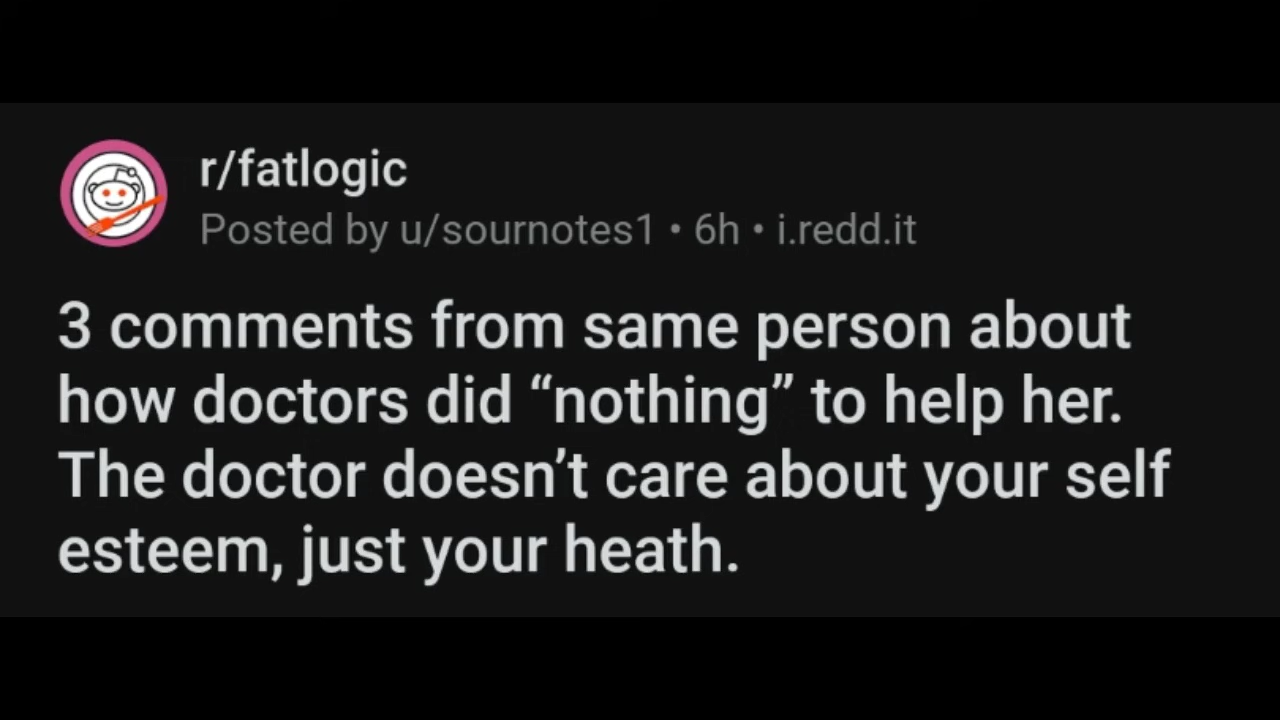 r/fatlogic
Posted by u/sournotes1 • 6h • i.redd.it
3 comments from same person about
how doctors did “nothing” to help her.
The doctor doesn’t care about your self
esteem, just your heath.